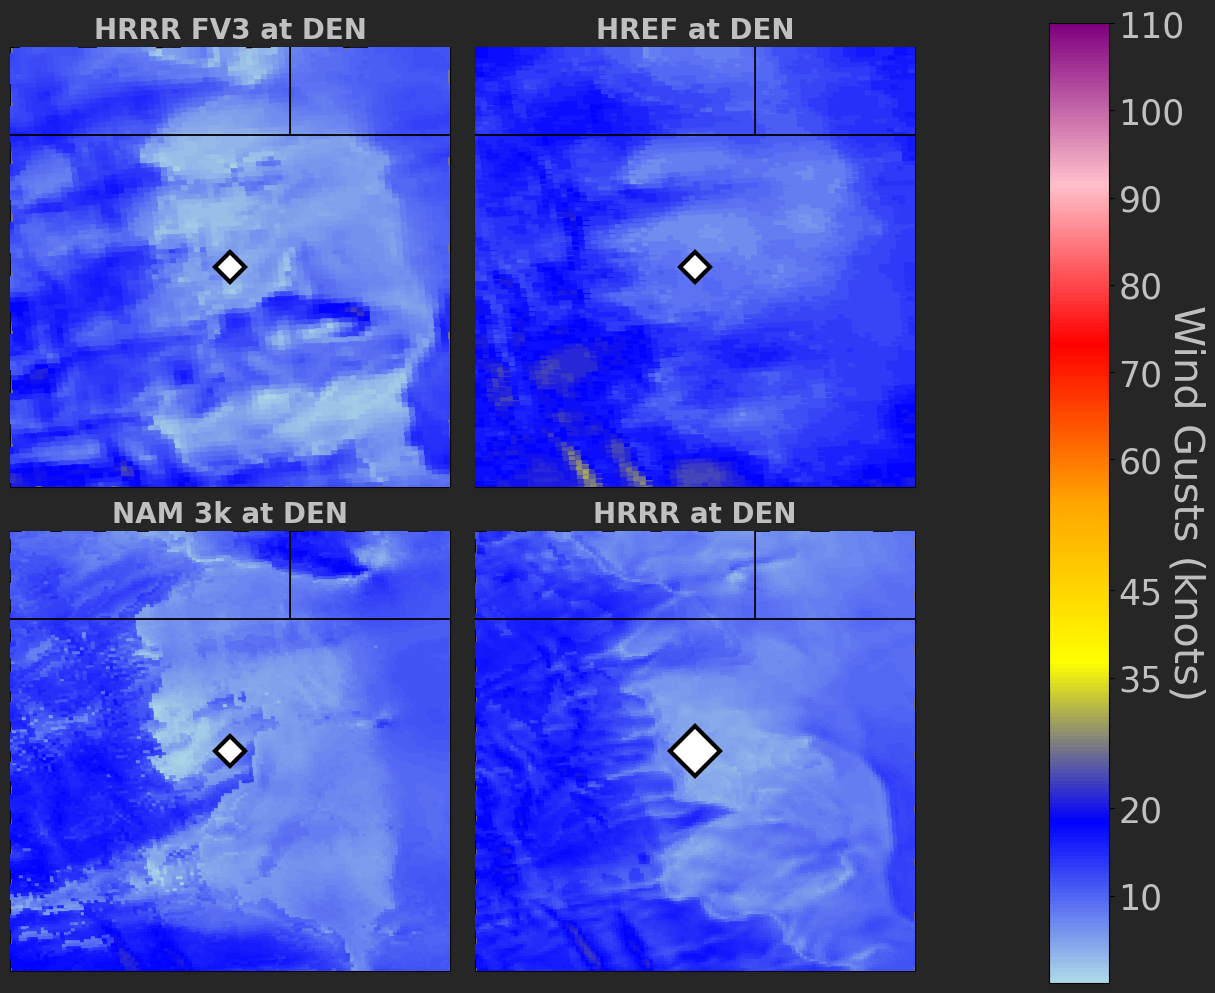 HRRR FV3 at DEN
HREF at DEN
NAM 3k at DEN
HRRR at DEN
110
100
90
80
70
60
45
35
20
10
Wind Gusts (knots)